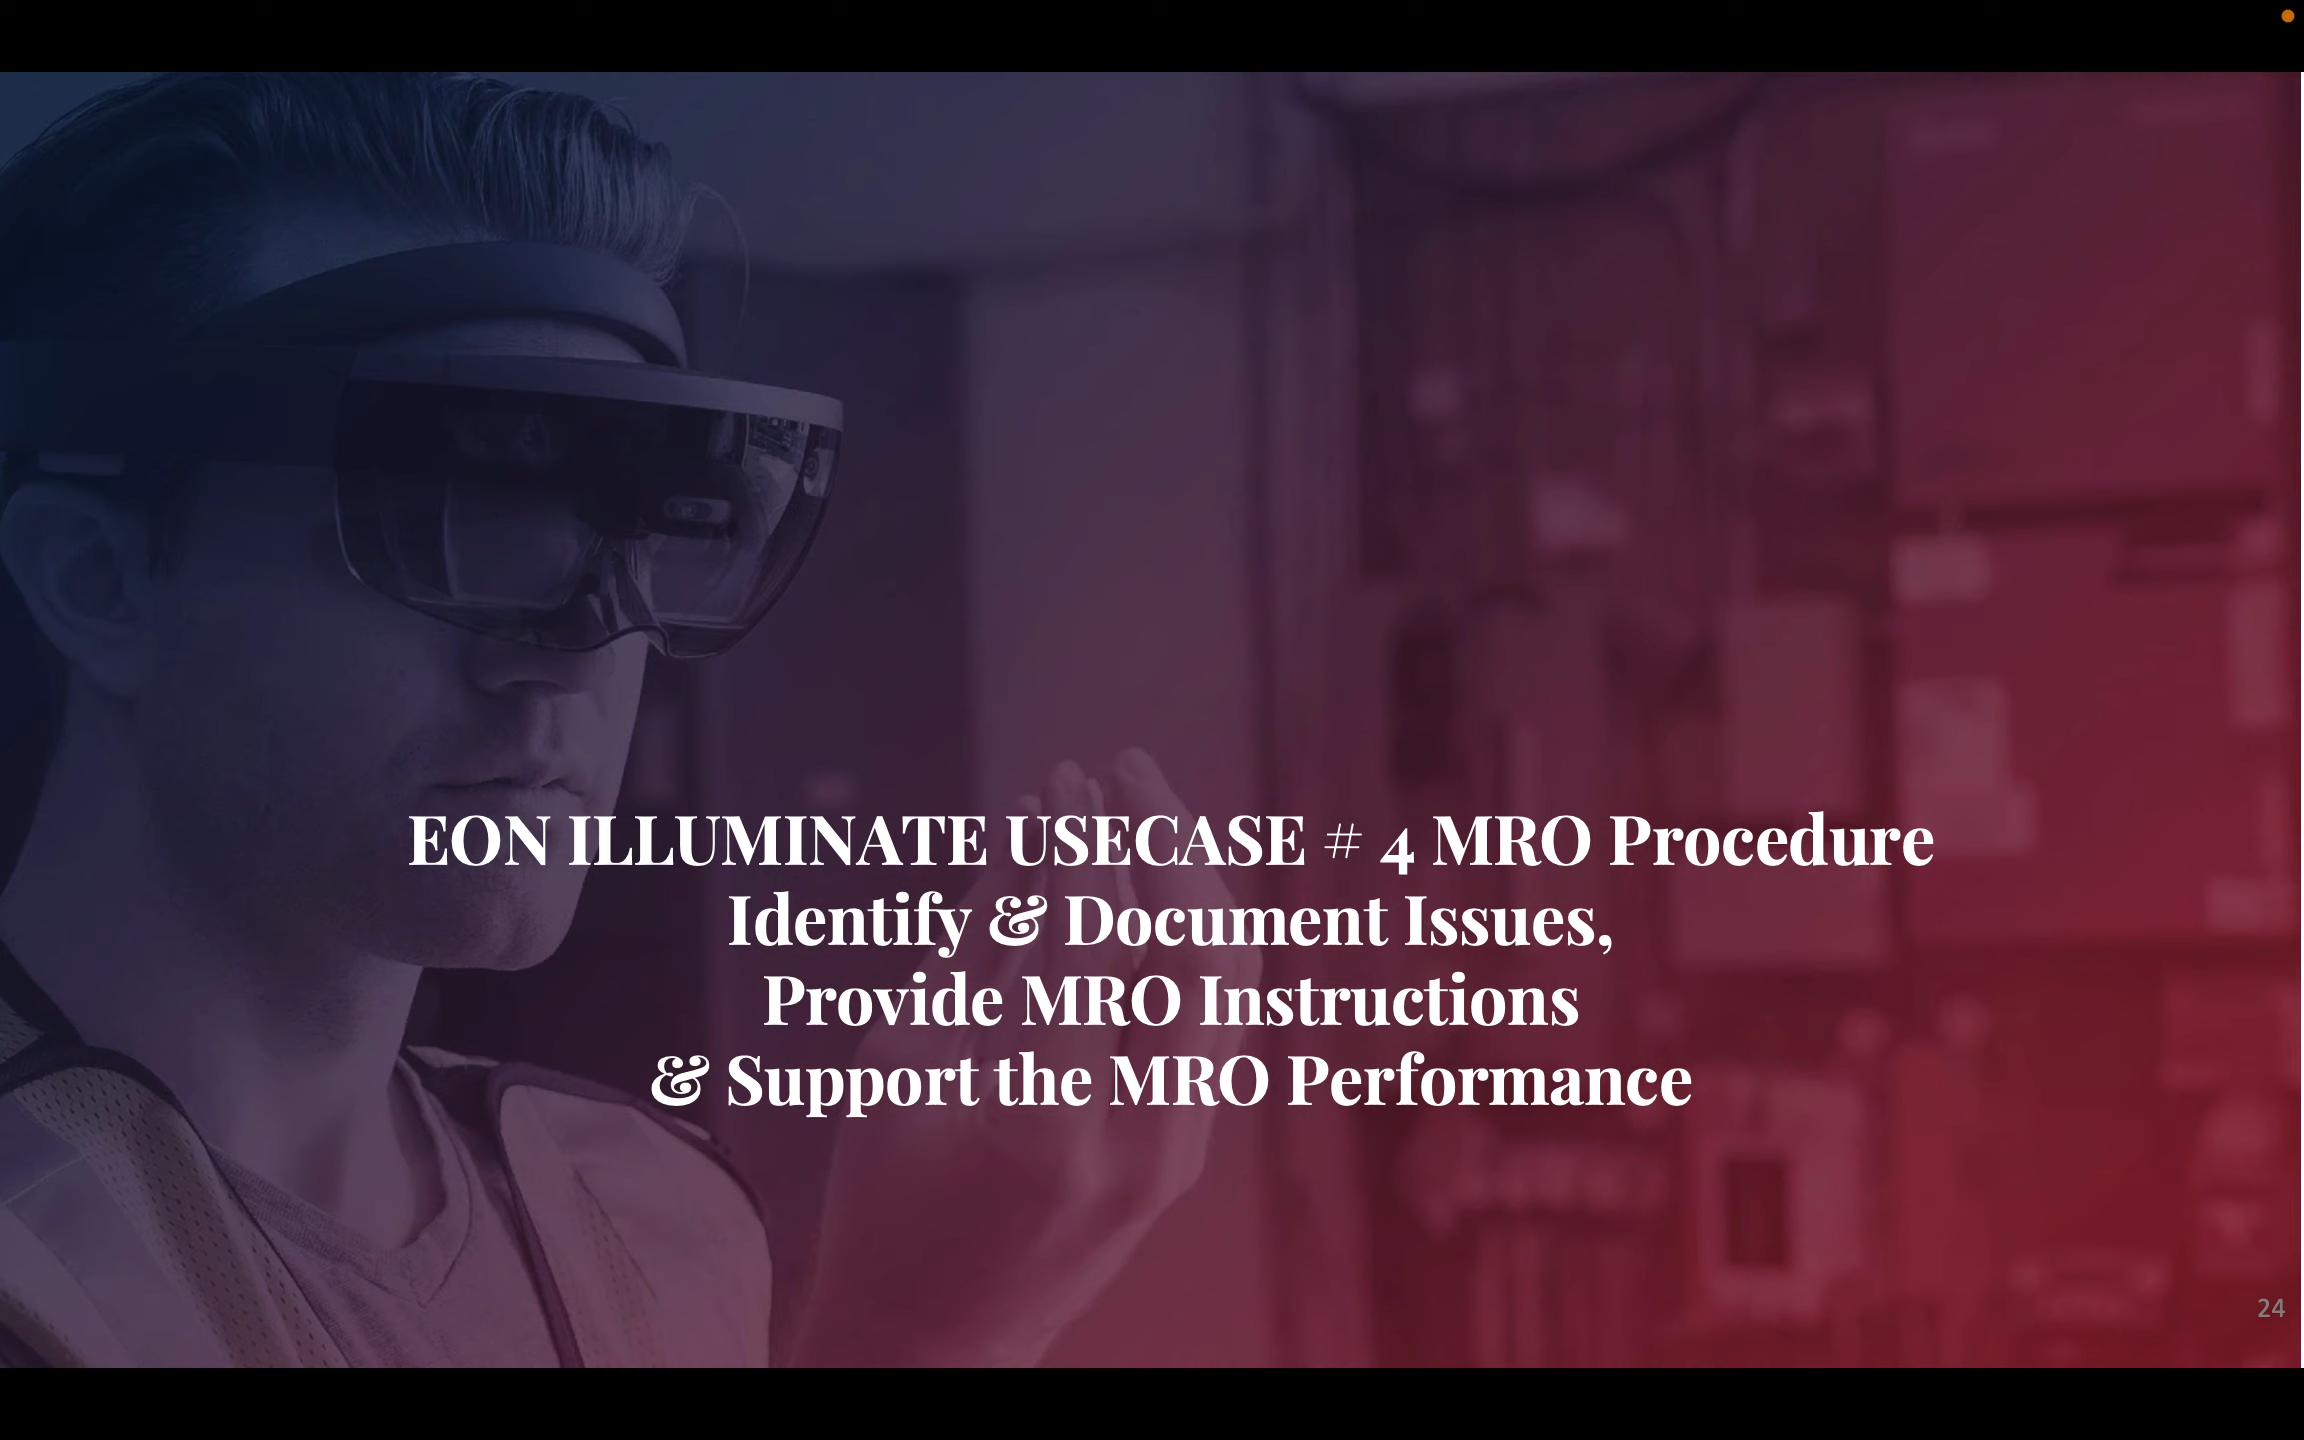 EON ILLUMINATE USECASE # 4 MRO Procedure
Identify & Document Issues,
Provide MRO Instructions
& Support the MRO Performance
24